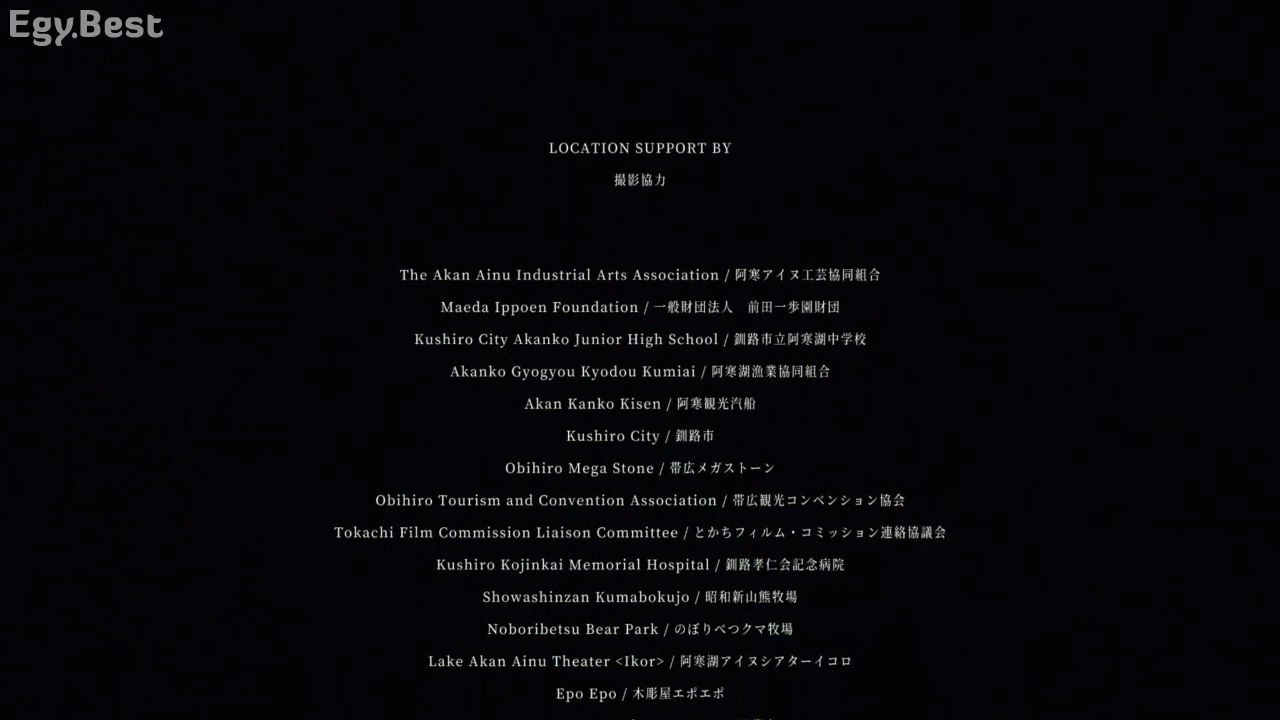 Egy.Best
LOCATION SUPPORT BY
撮影協力
The Akan Ainu Industrial Arts Association / 阿寒アイヌ工芸協同組合
Maeda Ippoen Foundation / 一般財団法人　前田一歩園財団
Kushiro City Akanko Junior High School / 釧路市立阿寒湖中学校
Akanko Gyogyou Kyodou Kumiai / 阿寒湖漁業協同組合
Akan Kanko Kisen / 阿寒観光汽船
Kushiro City / 釧路市
Obihiro Mega Stone / 帯広メガストーン
Obihiro Tourism and Convention Association / 帯広観光コンベンション協会
Tokachi Film Commission Liaison Committee / とかちフィルム・コミッション連絡協議会
Kushiro Kojinkai Memorial Hospital / 釧路孝仁会記念病院
Showashinzan Kumabokujo / 昭和新山熊牧場
Noboribetsu Bear Park / のぼりべつクマ牧場
Lake Akan Ainu Theater <Ikor> / 阿寒湖アイヌシアターイコロ
Epo Epo / 木彫屋エポエポ